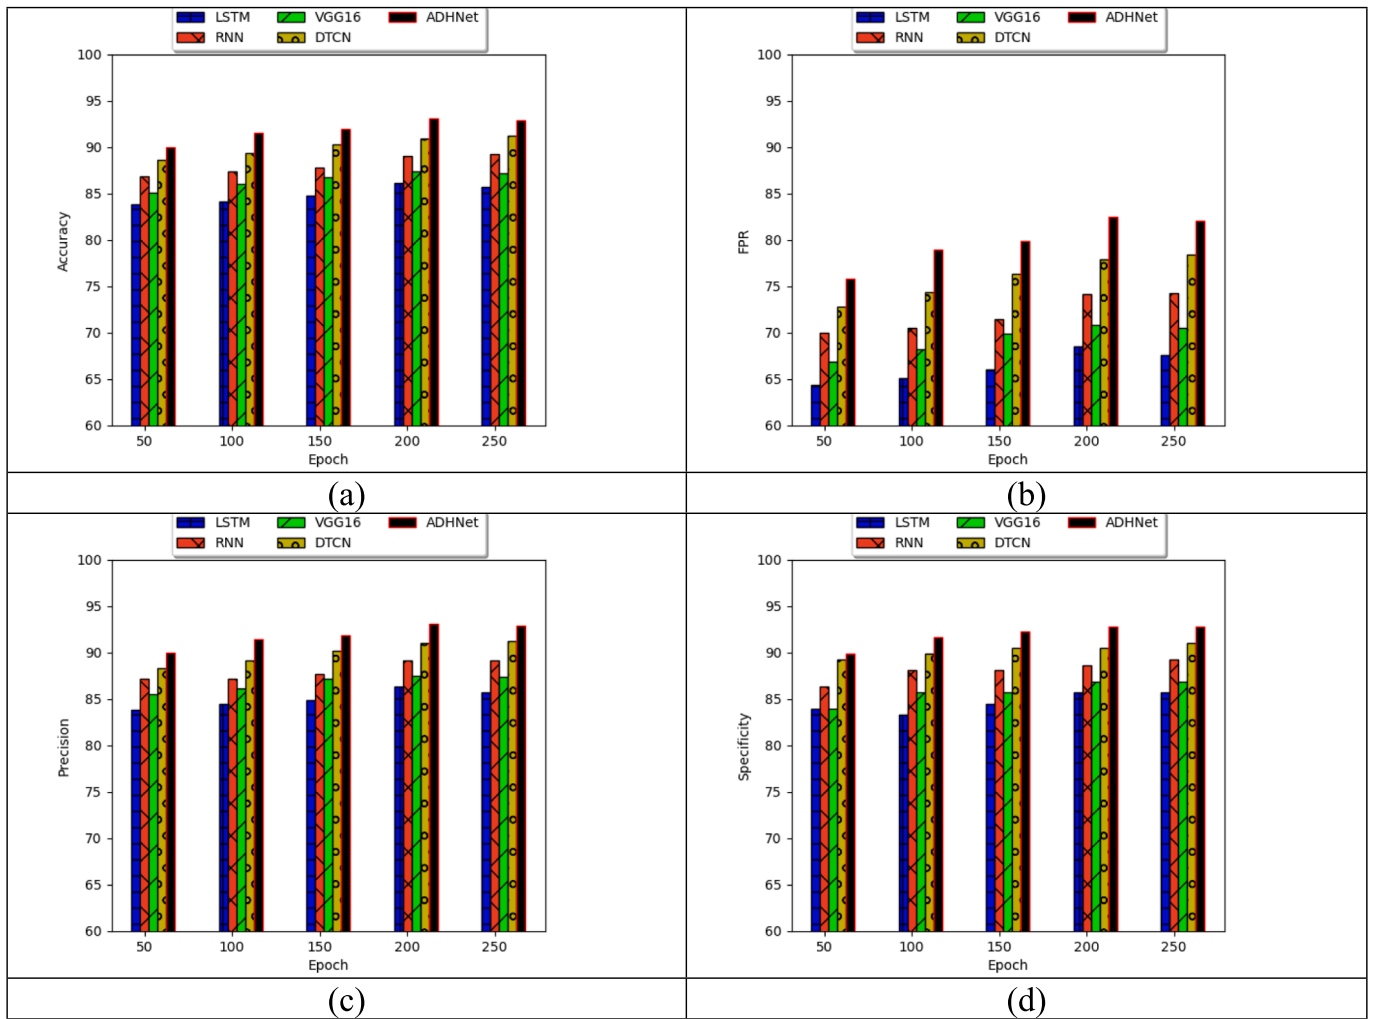 LSTM VGG16 ADHNet
RNN DTCN
100
95
90
85
80
75
70
65
60
Accuracy
50 100 150 200 250
Epoch
(a)
LSTM VGG16 ADHNet
RNN DTCN
100
95
90
85
80
75
70
65
60
FPR
50 100 150 200 250
Epoch
(b)
LSTM VGG16 ADHNet
RNN DTCN
100
95
90
85
80
75
70
65
60
Precision
50 100 150 200 250
Epoch
(c)
LSTM VGG16 ADHNet
RNN DTCN
100
95
90
85
80
75
70
65
60
Specificity
50 100 150 200 250
Epoch
(d)